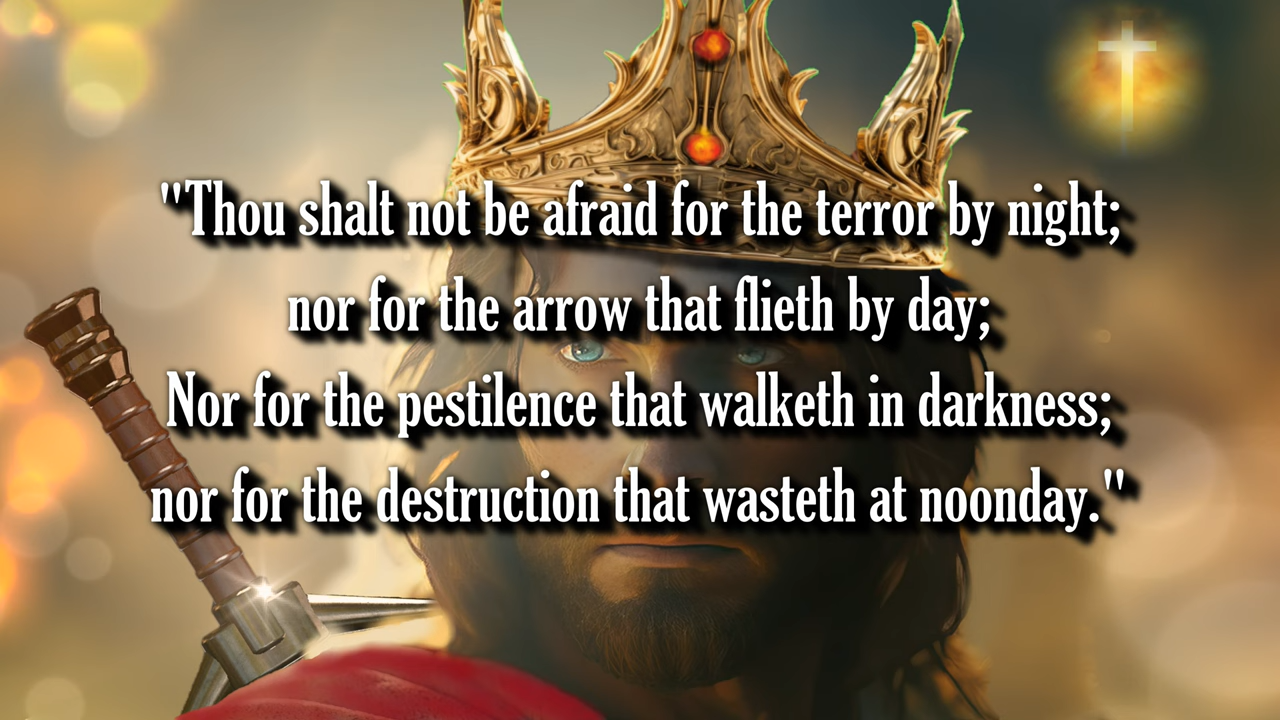 "Thou shalt not be afraid for the terror by night;
nor for the arrow that flieth by day;
Nor for the pestilence that walketh in darkness;
nor for the destruction that wasteth at noonday."